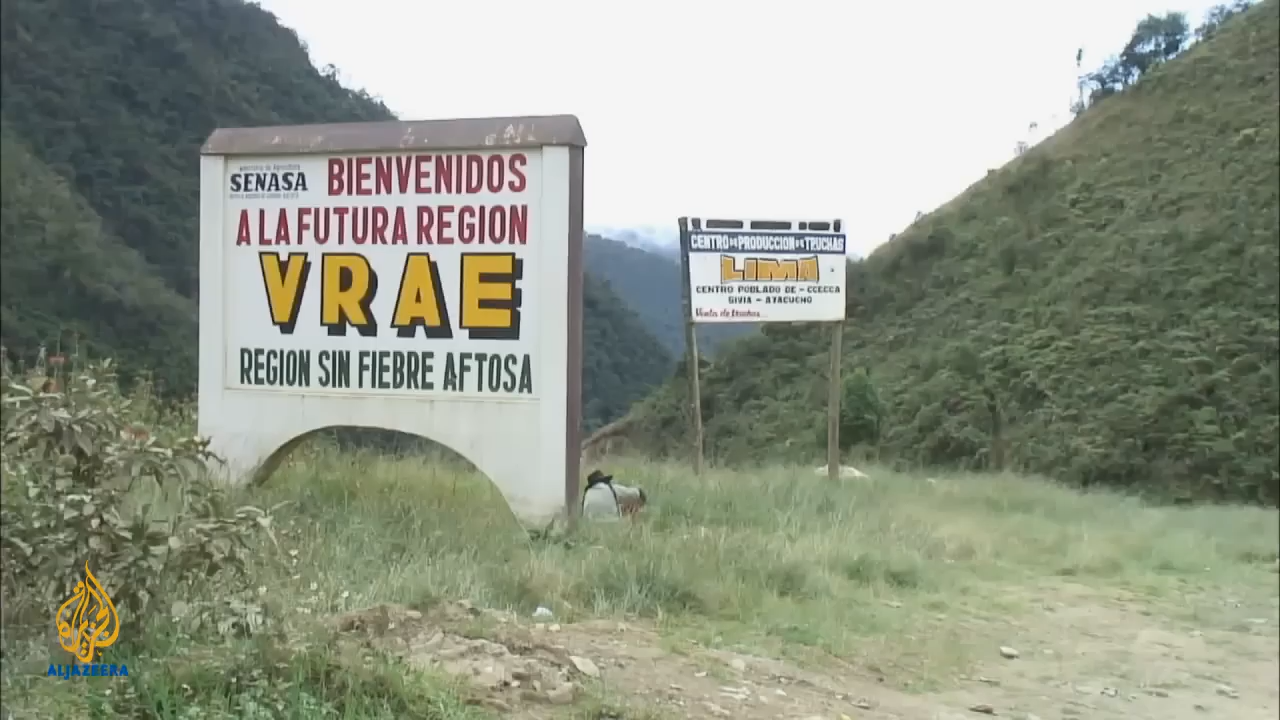 SENASA
BIENVENIDOS
A LA FUTURA REGION
VRAE
REGION SIN FIEBRE AFTOSA
CENTRO DE PRODUCCION DE TRUCHAS
LIMA
CENTRO POBLADO DE - CCECCA
SIVIA - AYACUCHO
Venta de truchas...
ALJAZEERA